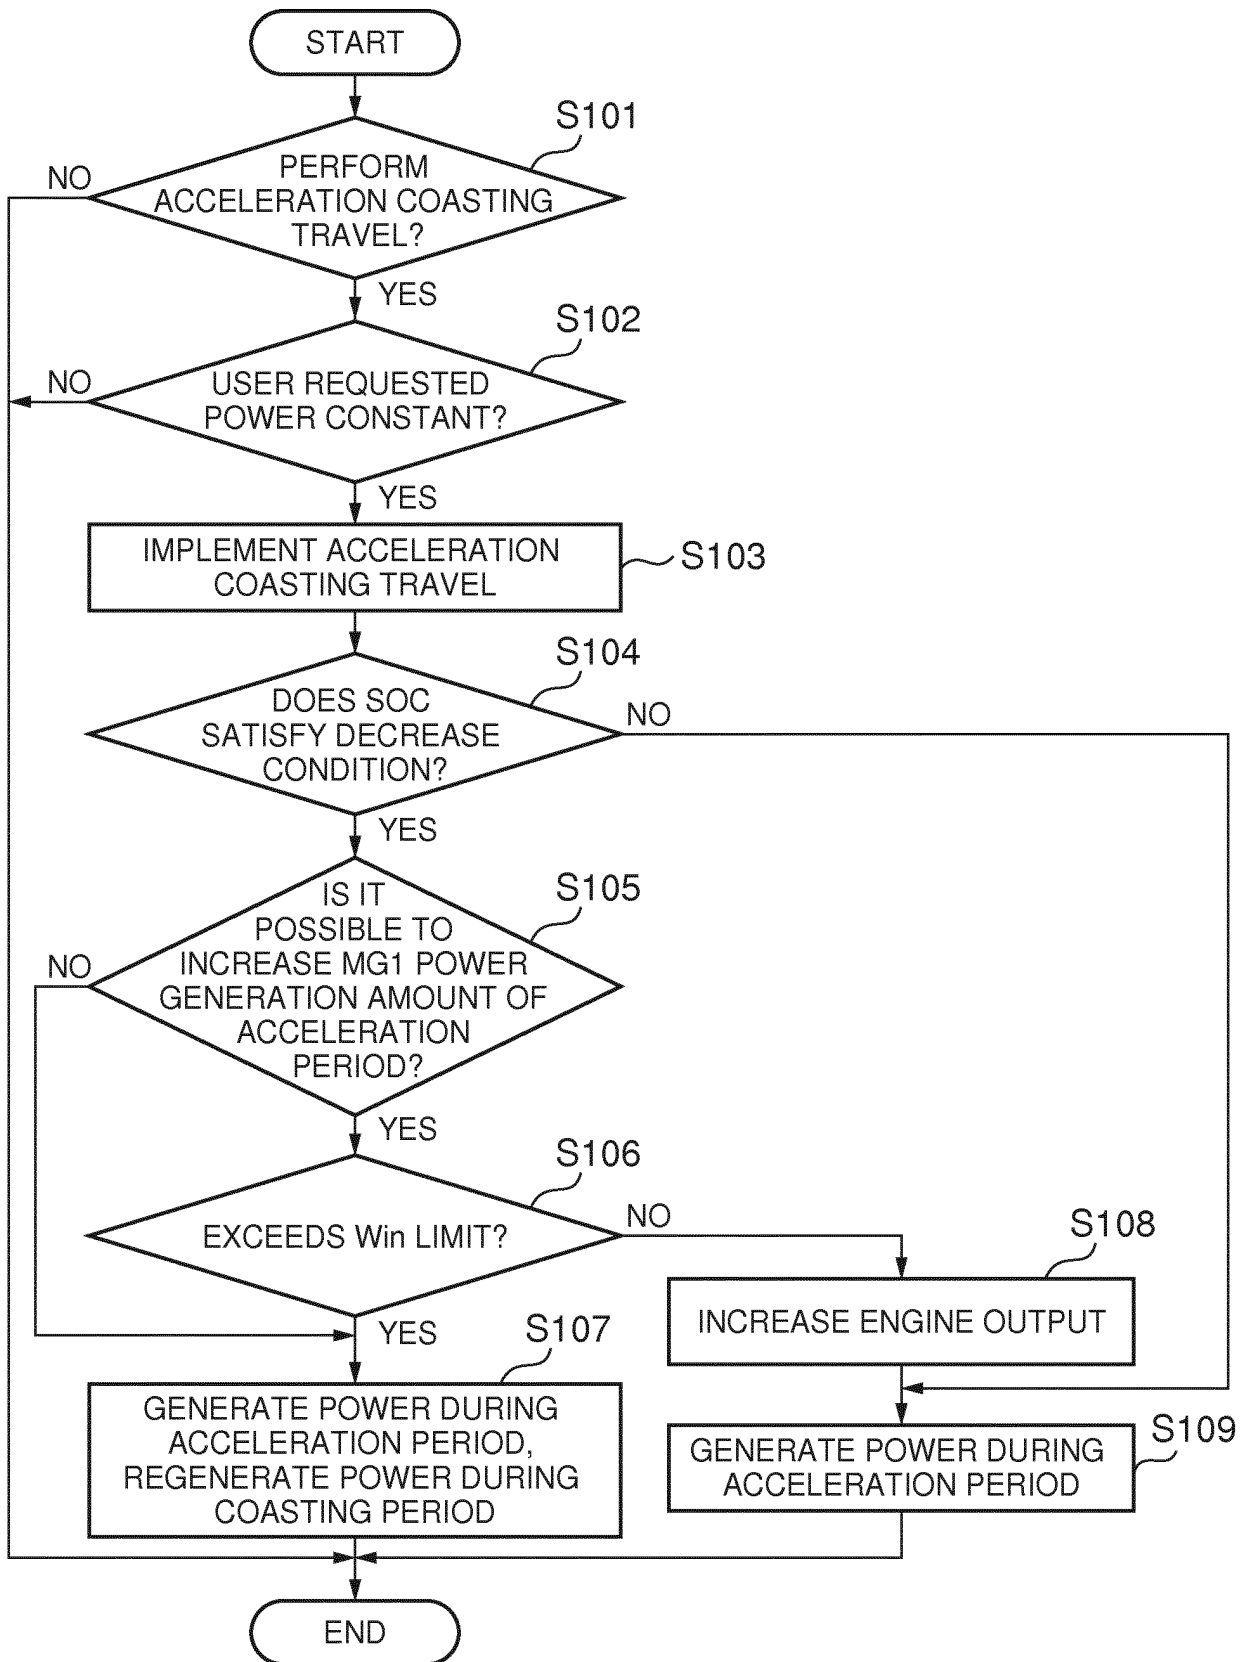 START
S101
PERFORM
ACCELERATION COASTING
TRAVEL?
NO
YES
S102
USER REQUESTED
POWER CONSTANT?
NO
YES
IMPLEMENT ACCELERATION
COASTING TRAVEL
S103
S104
DOES SOC
SATISFY DECREASE
CONDITION?
NO
YES
S105
IS IT
POSSIBLE TO
INCREASE MG1 POWER
GENERATION AMOUNT OF
ACCELERATION
PERIOD?
NO
YES
S106
EXCEEDS Win LIMIT?
NO
YES
S108
INCREASE ENGINE OUTPUT
S107
GENERATE POWER DURING
ACCELERATION PERIOD,
REGENERATE POWER DURING
COASTING PERIOD
S109
GENERATE POWER DURING
ACCELERATION PERIOD
END